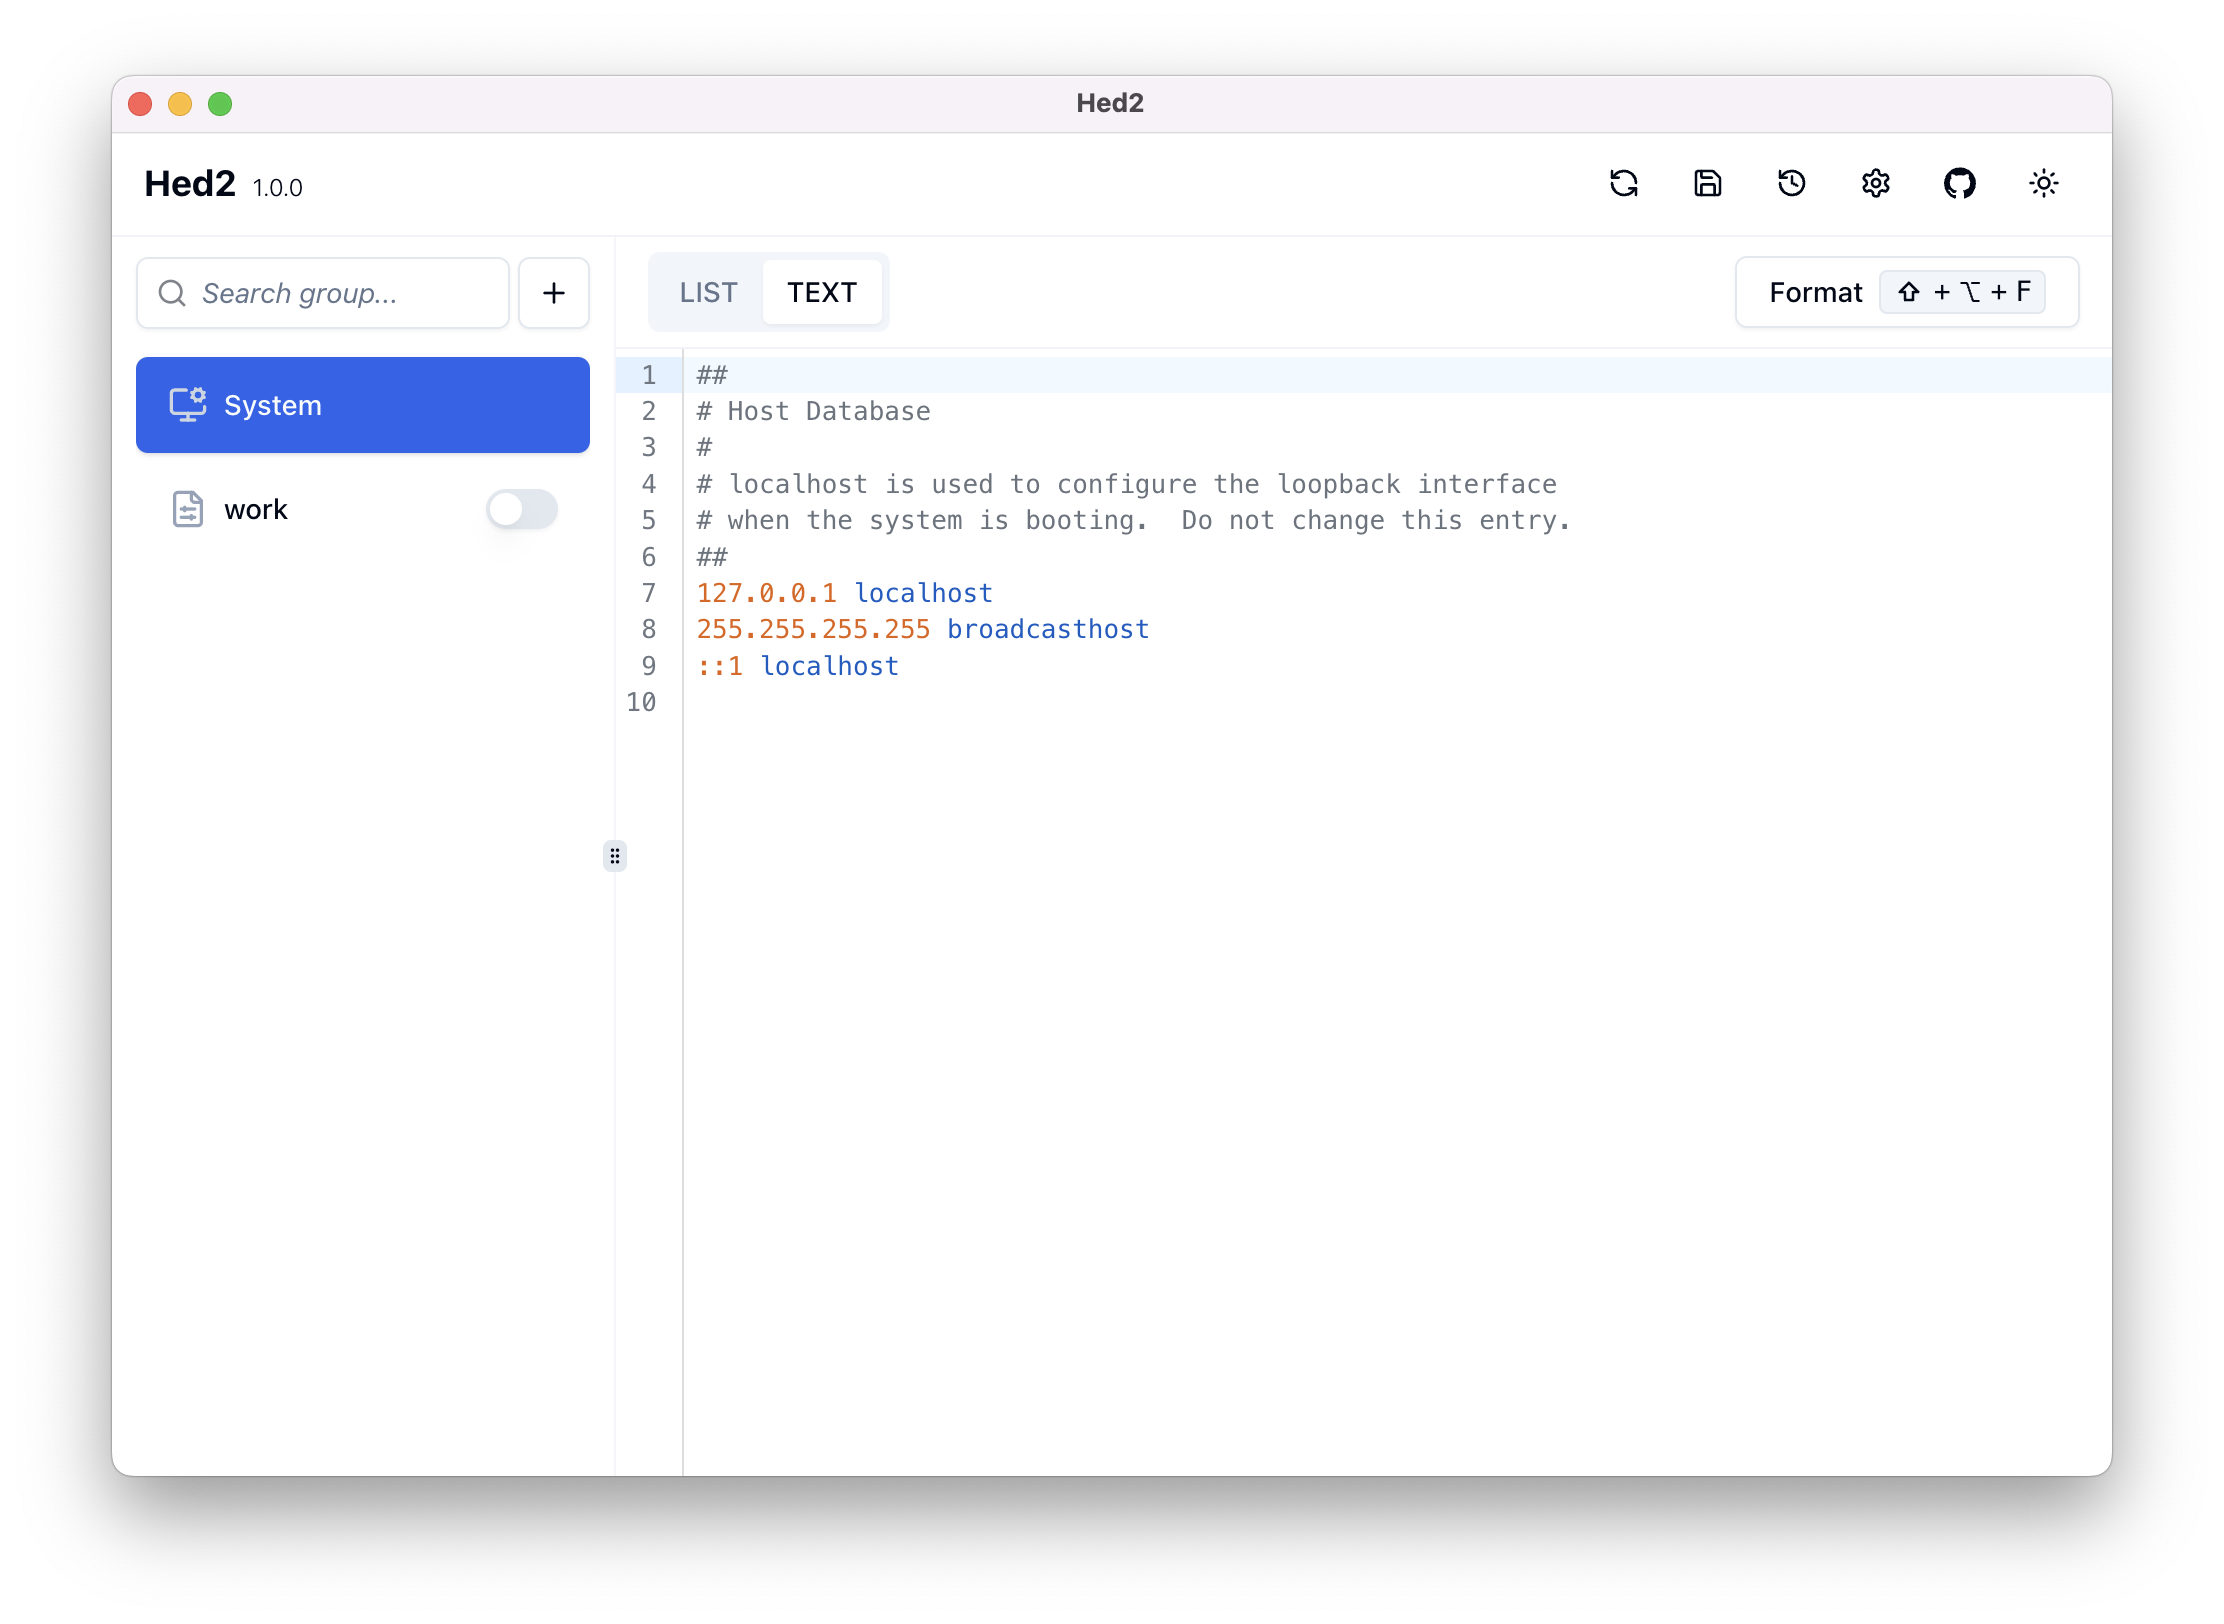 Hed2
Hed2 1.0.0
Search group...
System
work
LIST TEXT
Format ⇧ + ⌥ + F
1 ##
2 # Host Database
3 #
4 # localhost is used to configure the loopback interface
5 # when the system is booting.  Do not change this entry.
6 ##
7 127.0.0.1 localhost
8 255.255.255.255 broadcasthost
9 ::1 localhost
10